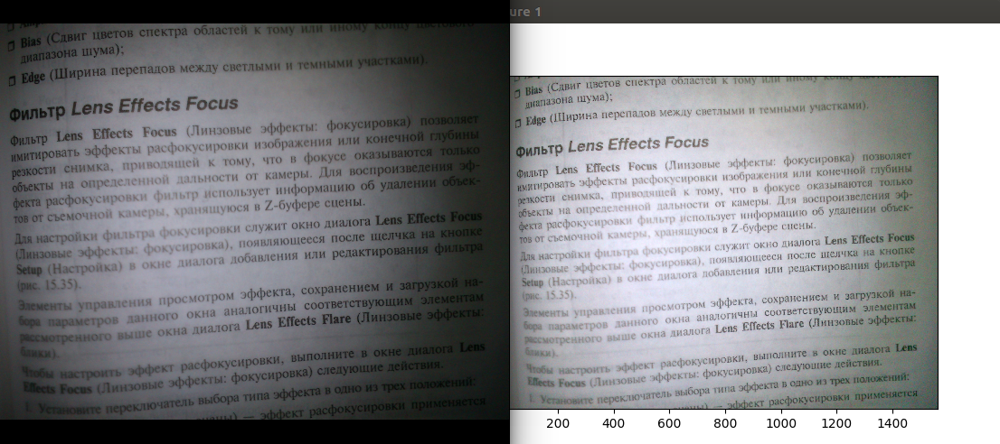 Bias (Сдвиг цветов спектра областей к тому или иному концу цветового
диапазона шума);
Edge (Ширина перепадов между светлыми и темными участками).
Фильтр Lens Effects Focus
Фильтр Lens Effects Focus (Линзовые эффекты: фокусировка) позволяет
имитировать эффекты расфокусировки изображения или конечной глубины
резкости снимка, приводящей к тому, что в фокусе оказываются только
объекты на определенной дальности от камеры. Для воспроизведения эф-
фекта расфокусировки фильтр использует информацию об удалении объек-
тов от съемочной камеры, хранящуюся в Z-буфере сцены.
Для настройки фильтра фокусировки служит окно диалога Lens Effects Focus
(Линзовые эффекты: фокусировка), появляющееся после щелчка на кнопке
Setup (Настройка) в окне диалога добавления или редактирования фильтра
(рис. 15.35).
Элементы управления просмотром эффекта, сохранением и загрузкой на-
бора параметров данного окна аналогичны соответствующим элементам
рассмотренного выше окна диалога Lens Effects Flare (Линзовые эффекты:
блики).
Чтобы настроить эффект расфокусировки, выполните в окне диалога Lens
Effects Focus (Линзовые эффекты: фокусировка) следующие действия.
1. Установите переключатель выбора типа эффекта в одно из трех положений:
— эффект расфокусировки применяется
ure 1
Bias (Сдвиг цветов спектра областей к тому или иному концу
диапазона шума);
Edge (Ширина перепадов между светлыми и темными участками).
Фильтр Lens Effects Focus
Фильтр Lens Effects Focus (Линзовые эффекты: фокусировка) позволяет
имитировать эффекты расфокусировки изображения или конечной глубины
резкости снимка, приводящей к тому, что в фокусе оказываются только
объекты на определенной дальности от камеры. Для воспроизведения эф-
фекта расфокусировки фильтр использует информацию об удалении объек-
тов от съемочной камеры, хранящуюся в Z-буфере сцены.
Для настройки фильтра фокусировки служит окно диалога Lens Effects Focus
(Линзовые эффекты: фокусировка), появляющееся после щелчка на кнопке
Setup (Настройка) в окне диалога добавления или редактирования фильтра
(рис. 15.35).
Элементы управления просмотром эффекта, сохранением и загрузкой на-
бора параметров данного окна аналогичны соответствующим элементам
рассмотренного выше окна диалога Lens Effects Flare (Линзовые эффекты:
блики).
Чтобы настроить эффект расфокусировки, выполните в окне диалога Lens
Effects Focus (Линзовые эффекты: фокусировка) следующие действия.
1. Установите переключатель выбора типа эффекта в одно из трех положений:
— эффект расфокусировки применяется
200 400 600 800 1000 1200 1400